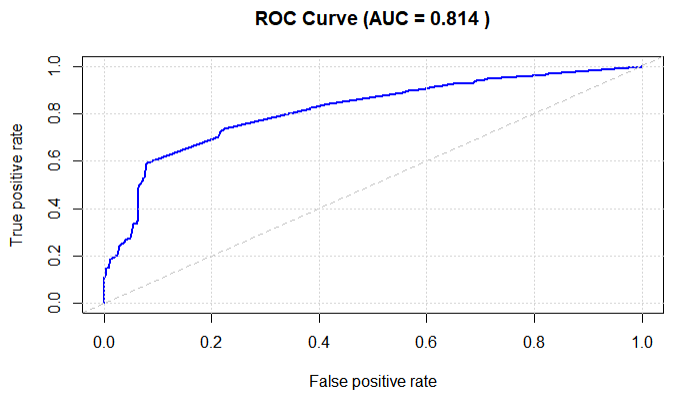 ROC Curve (AUC = 0.814 )
True positive rate
1.0
0.8
0.6
0.4
0.2
0.0
0.0 0.2 0.4 0.6 0.8 1.0
False positive rate